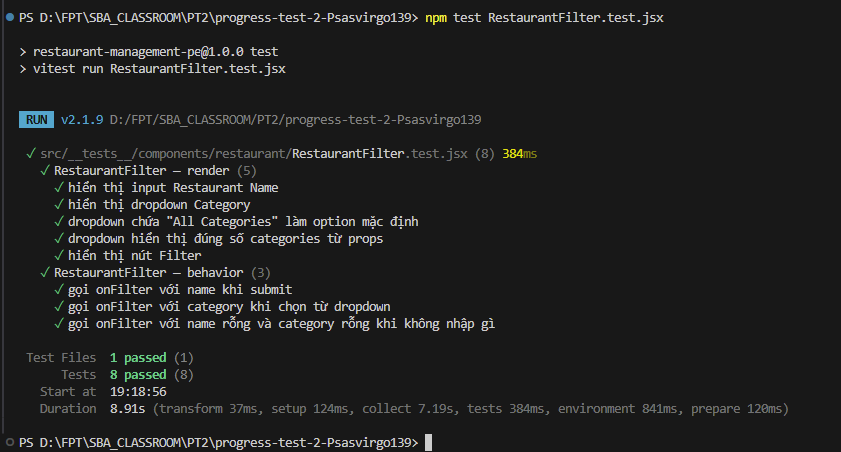 PS D:\FPT\SBA_CLASSROOM\PT2\progress-test-2-Psasvirgo139> npm test RestaurantFilter.test.jsx
> restaurant-management-pe@1.0.0 test
> vitest run RestaurantFilter.test.jsx
RUN v2.1.9 D:/FPT/SBA_CLASSROOM/PT2/progress-test-2-Psasvirgo139
✓ src/__tests__/components/restaurant/RestaurantFilter.test.jsx (8) 384ms
✓ RestaurantFilter — render (5)
✓ hiển thị input Restaurant Name
✓ hiển thị dropdown Category
✓ dropdown chứa "All Categories" làm option mặc định
✓ dropdown hiển thị đúng số categories từ props
✓ hiển thị nút Filter
✓ RestaurantFilter — behavior (3)
✓ gọi onFilter với name khi submit
✓ gọi onFilter với category khi chọn từ dropdown
✓ gọi onFilter với name rỗng và category rỗng khi không nhập gì
Test Files 1 passed (1)
Tests 8 passed (8)
Start at 19:18:56
Duration 8.91s (transform 37ms, setup 124ms, collect 7.19s, tests 384ms, environment 841ms, prepare 120ms)
PS D:\FPT\SBA_CLASSROOM\PT2\progress-test-2-Psasvirgo139>